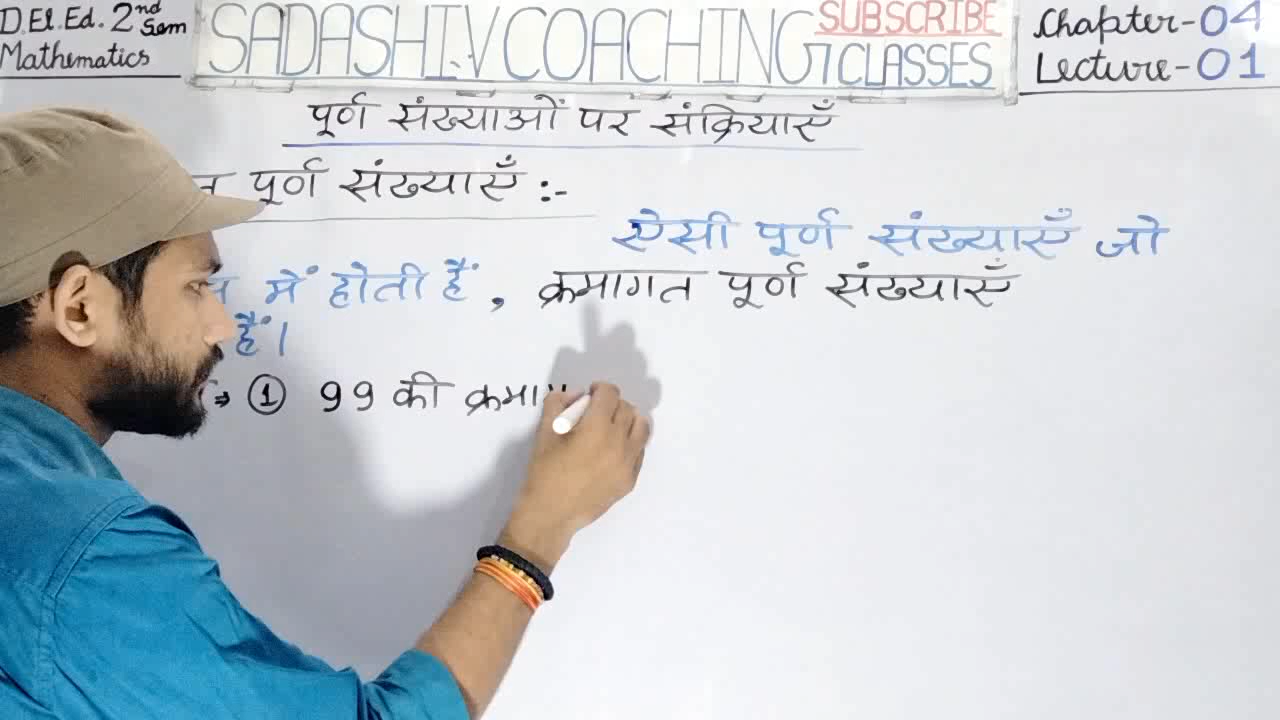 D.El.Ed. 2nd Sem
Mathematics
SADASHIV COACHING CLASSES
SUBSCRIBE
Chapter-04
Lecture-01
पूर्ण संख्याओं पर संक्रियाएँ
पूर्ण संख्याएँ :-
ऐसी पूर्ण संख्याएँ जो
में होती हैं, क्रमागत पूर्ण संख्याएँ
हैं।
⇒ ① 99 की